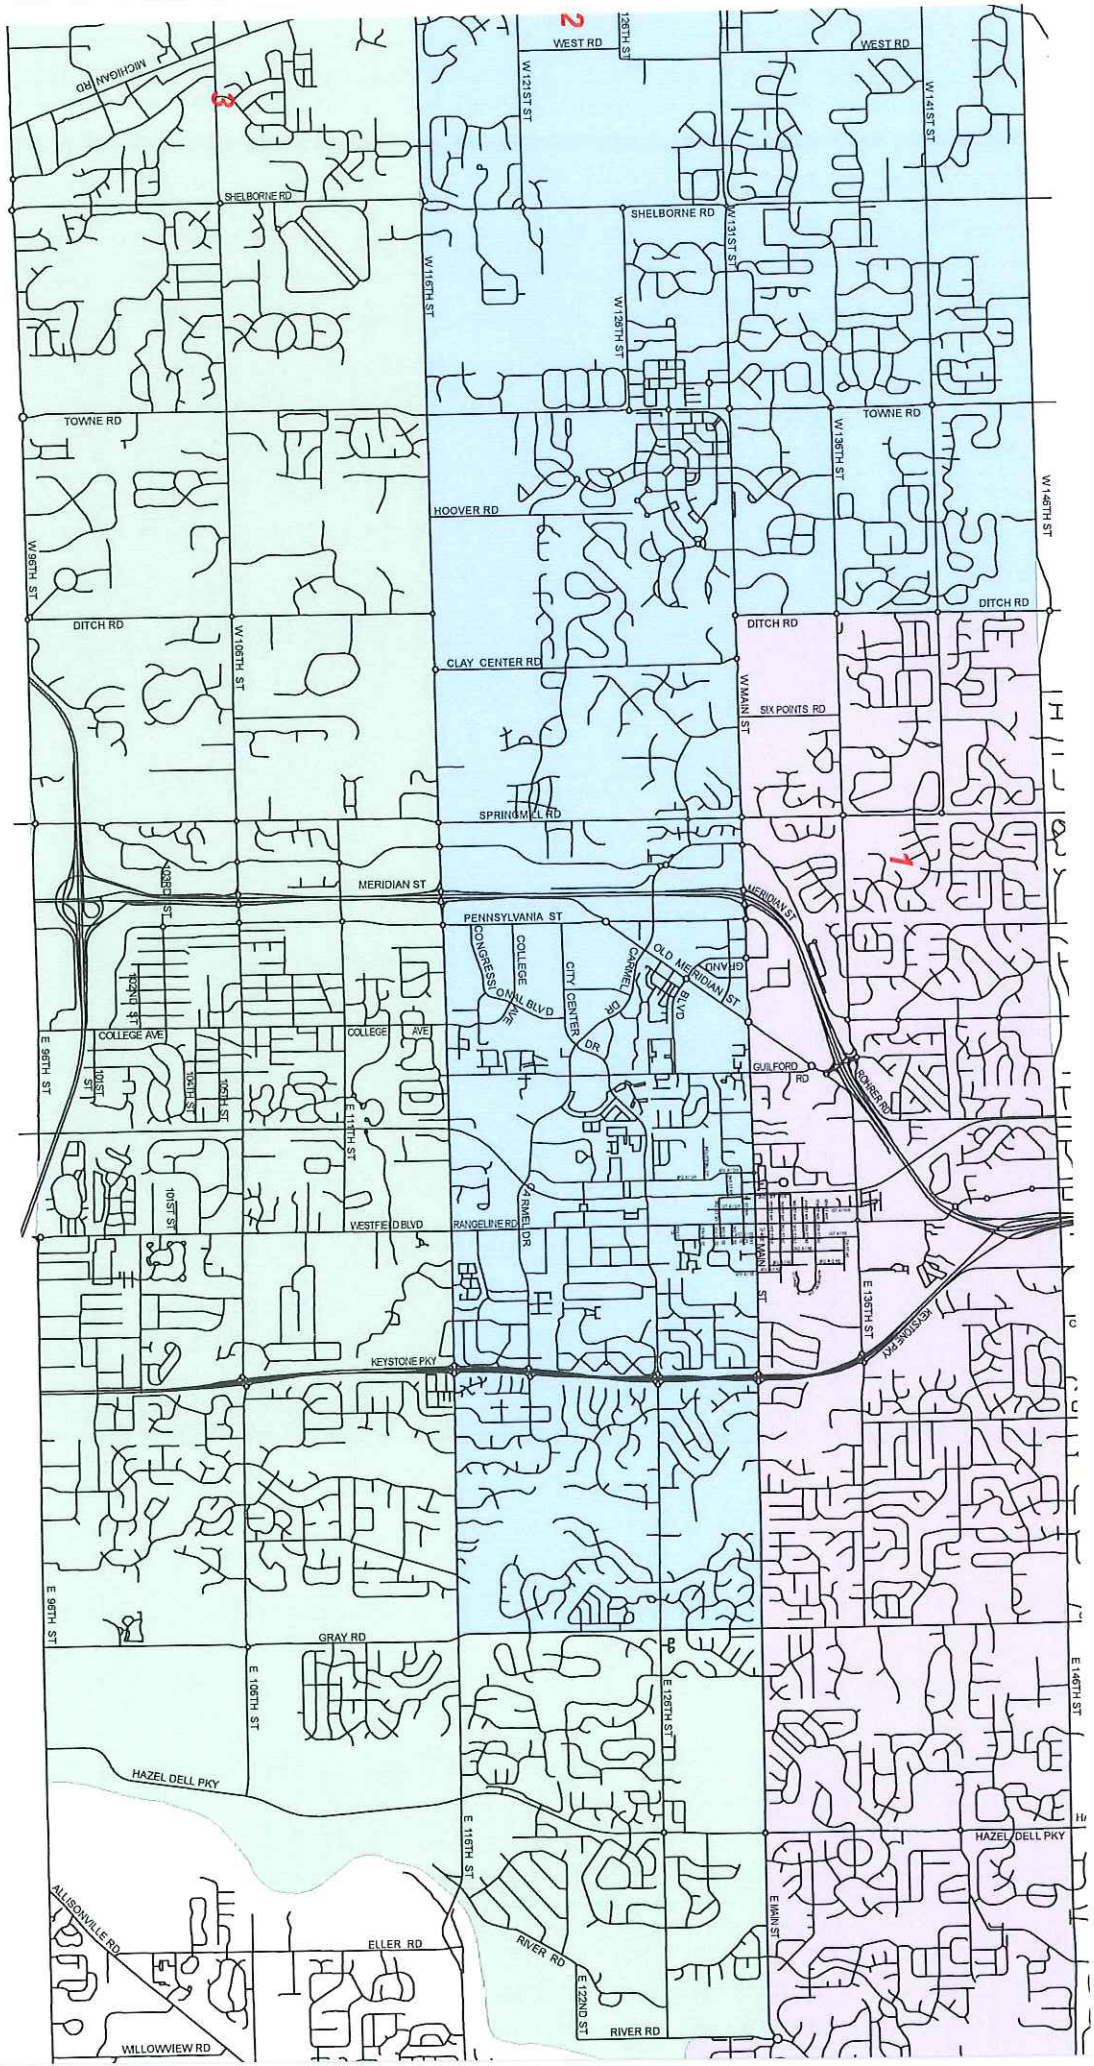 2
126TH ST
WEST RD
WEST RD
MICHIGAN RD
3
W 121ST ST
W 141ST ST
SHELBORNE RD
SHELBORNE RD
W 131ST ST
W 116TH ST
W 126TH ST
TOWNE RD
TOWNE RD
W 136TH ST
W 146TH ST
HOOVER RD
W 96TH ST
DITCH RD
DITCH RD
DITCH RD
W 106TH ST
CLAY CENTER RD
W MAIN ST
SIX POINTS RD
SPRINGMILL RD
1
103RD ST
MERIDIAN ST
MERIDIAN ST
PENNSYLVANIA ST
OLD MERIDIAN ST
GRAND
BLVD
CONGRESSIONAL BLVD
COLLEGE
AVE
CITY CENTER
DR
CARMEL DR
102ND ST
COLLEGE AVE
COLLEGE AVE
E 96TH ST
GUILFORD
RD
ROHRER RD
101ST
ST
104TH ST
105TH ST
E 111TH ST
101ST ST
CARMEL DR
WESTFIELD BLVD
RANGELINE RD
MAIN
ST
E 136TH ST
KEYSTONE PKY
KEYSTONE PKY
E 96TH ST
GRAY RD
E 106TH ST
E 126TH ST
E 146TH ST
HAZEL DELL PKY
HAZEL DELL PKY
E 116TH ST
E MAIN ST
ALLISONVILLE RD
ELLER RD
RIVER RD
E 122ND ST
RIVER RD
WILLOWVIEW RD